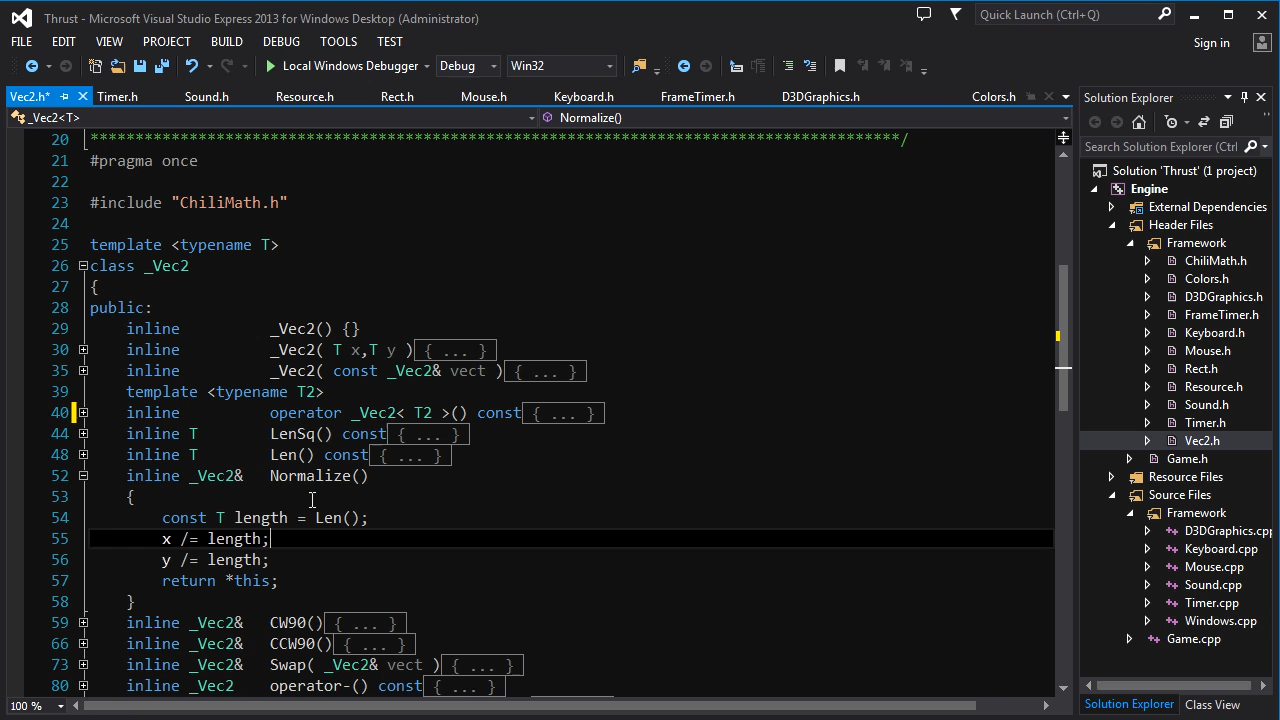 Thrust - Microsoft Visual Studio Express 2013 for Windows Desktop (Administrator)
Quick Launch (Ctrl+Q)
FILE EDIT VIEW PROJECT BUILD DEBUG TOOLS TEST
Sign in
Local Windows Debugger Debug Win32
Vec2.h* Timer.h Sound.h Resource.h Rect.h Mouse.h Keyboard.h FrameTimer.h D3DGraphics.h Colors.h
_Vec2<T> Normalize()
20 ******************************************************************************************/
21 #pragma once
22
23 #include "ChiliMath.h"
24
25 template <typename T>
26 class _Vec2
27 {
28 public:
29 inline _Vec2() {}
30 inline _Vec2( T x,T y ){ ... }
35 inline _Vec2( const _Vec2& vect ){ ... }
39 template <typename T2>
40 inline operator _Vec2< T2 >() const{ ... }
44 inline T LenSq() const{ ... }
48 inline T Len() const{ ... }
52 inline _Vec2& Normalize()
53 {
54 const T length = Len();
55 x /= length;
56 y /= length;
57 return *this;
58 }
59 inline _Vec2& CW90(){ ... }
66 inline _Vec2& CCW90(){ ... }
73 inline _Vec2& Swap( _Vec2& vect ){ ... }
80 inline _Vec2 operator-() const{ ... }
100 %
Solution Explorer
Search Solution Explorer (Ctrl
Solution 'Thrust' (1 project)
Engine
External Dependencies
Header Files
Framework
ChiliMath.h
Colors.h
D3DGraphics.h
FrameTimer.h
Keyboard.h
Mouse.h
Rect.h
Resource.h
Sound.h
Timer.h
Vec2.h
Game.h
Resource Files
Source Files
Framework
D3DGraphics.cpp
Keyboard.cpp
Mouse.cpp
Sound.cpp
Timer.cpp
Windows.cpp
Game.cpp
Solution Explorer Class View